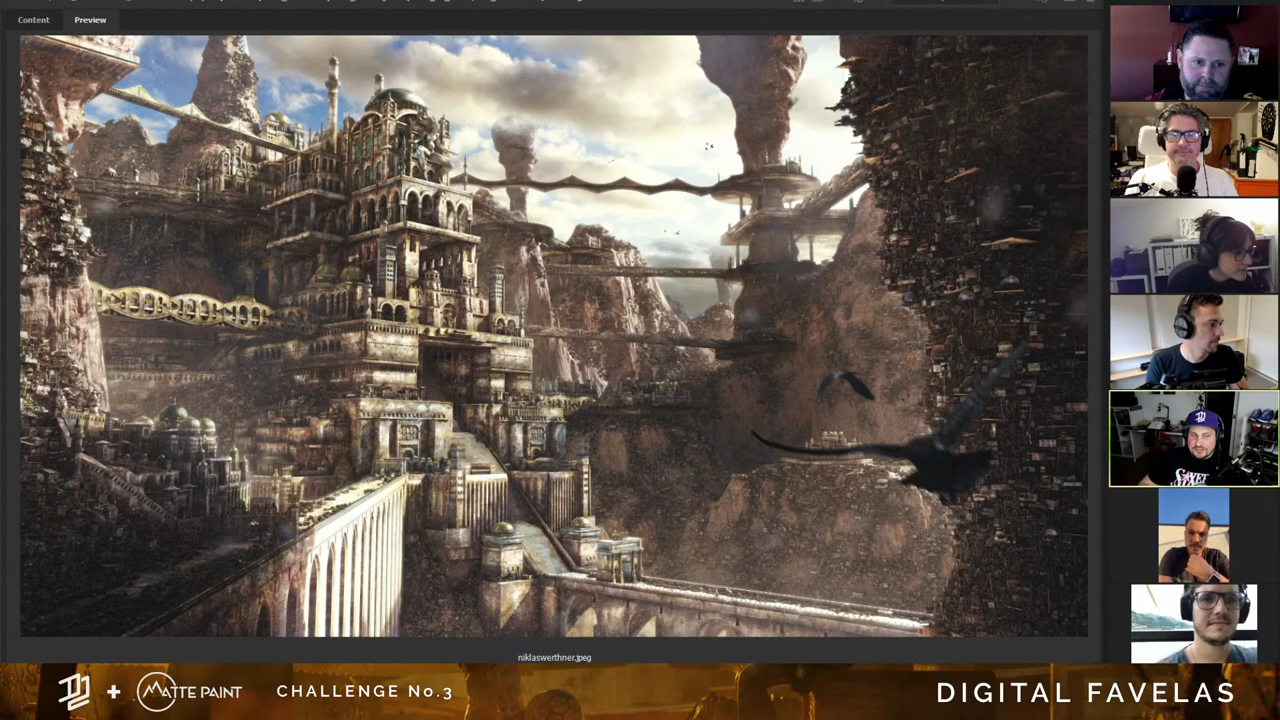 Content Preview
niklaswerthner.jpeg
+ MATTE PAINT CHALLENGE No.3 DIGITAL FAVELAS